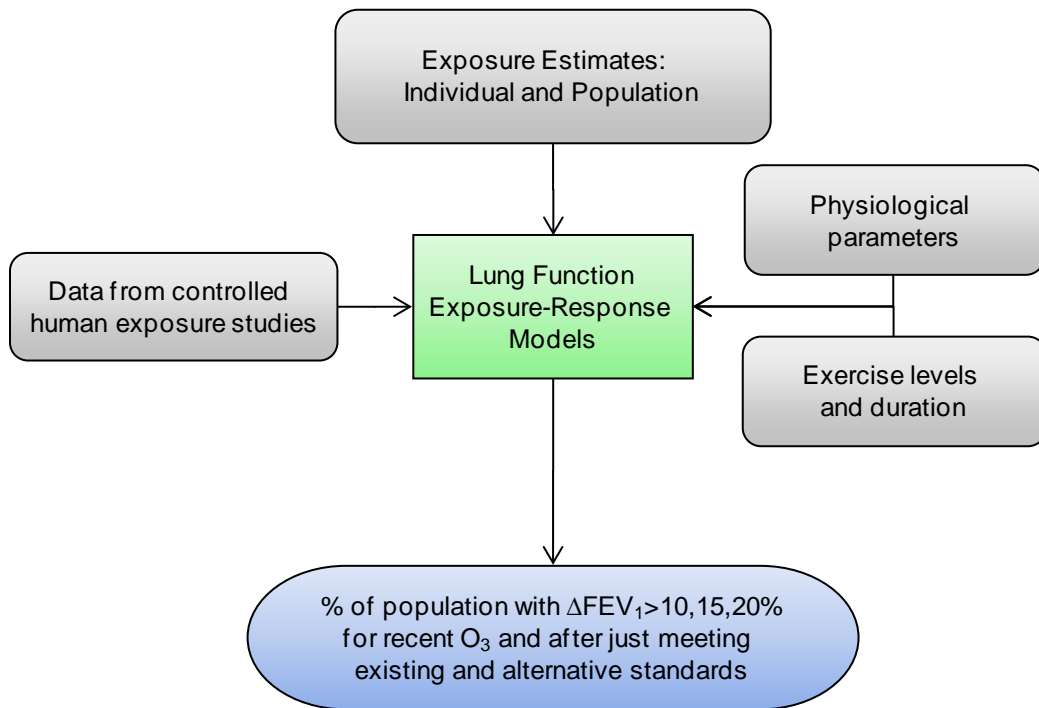 Exposure Estimates:
Individual and Population
Physiological
parameters
Data from controlled
human exposure studies
Lung Function
Exposure-Response
Models
Exercise levels
and duration
% of population with ΔFEV₁>10,15,20%
for recent O₃ and after just meeting
existing and alternative standards